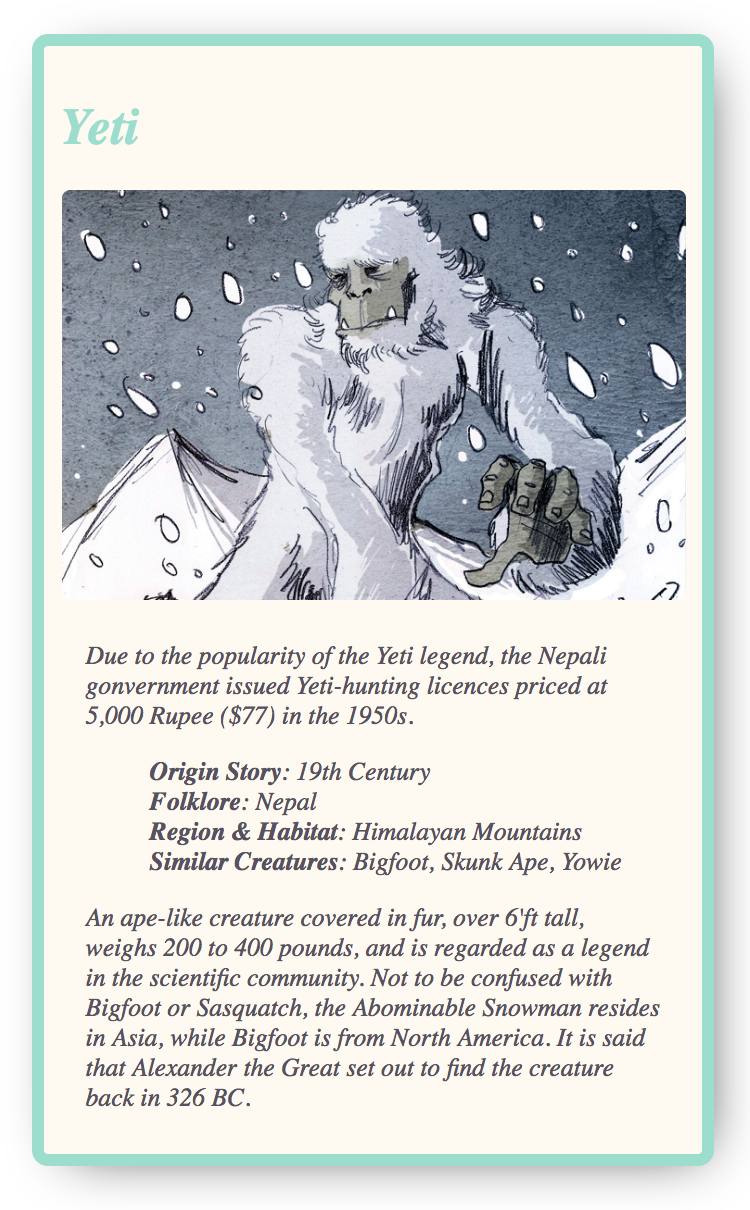 Yeti
Due to the popularity of the Yeti legend, the Nepali
gonvernment issued Yeti-hunting licences priced at
5,000 Rupee ($77) in the 1950s.
Origin Story: 19th Century
Folklore: Nepal
Region & Habitat: Himalayan Mountains
Similar Creatures: Bigfoot, Skunk Ape, Yowie
An ape-like creature covered in fur, over 6'ft tall,
weighs 200 to 400 pounds, and is regarded as a legend
in the scientific community. Not to be confused with
Bigfoot or Sasquatch, the Abominable Snowman resides
in Asia, while Bigfoot is from North America. It is said
that Alexander the Great set out to find the creature
back in 326 BC.